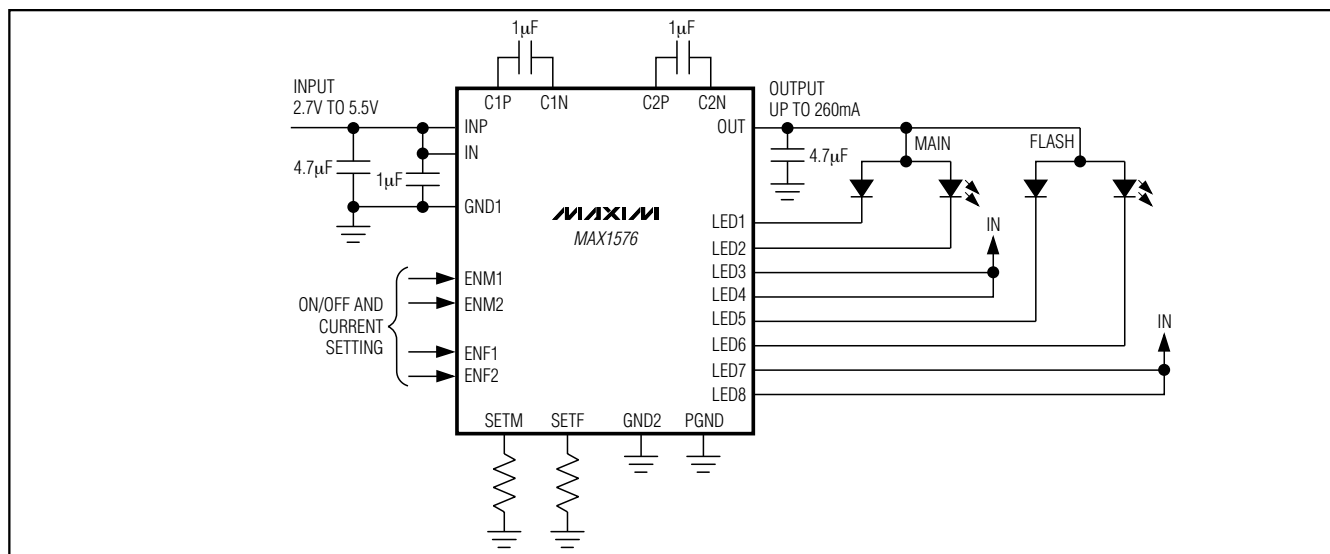 1µF
1µF
INPUT
2.7V TO 5.5V
OUTPUT
UP TO 260mA
C1P
C1N
C2P
C2N
INP
OUT
IN
MAIN
FLASH
4.7µF
1µF
4.7µF
GND1
MAXIM
MAX1576
LED1
LED2
IN
LED3
LED4
LED5
LED6
IN
LED7
LED8
ENM1
ENM2
ON/OFF AND
CURRENT
SETTING
ENF1
ENF2
SETM
SETF
GND2
PGND